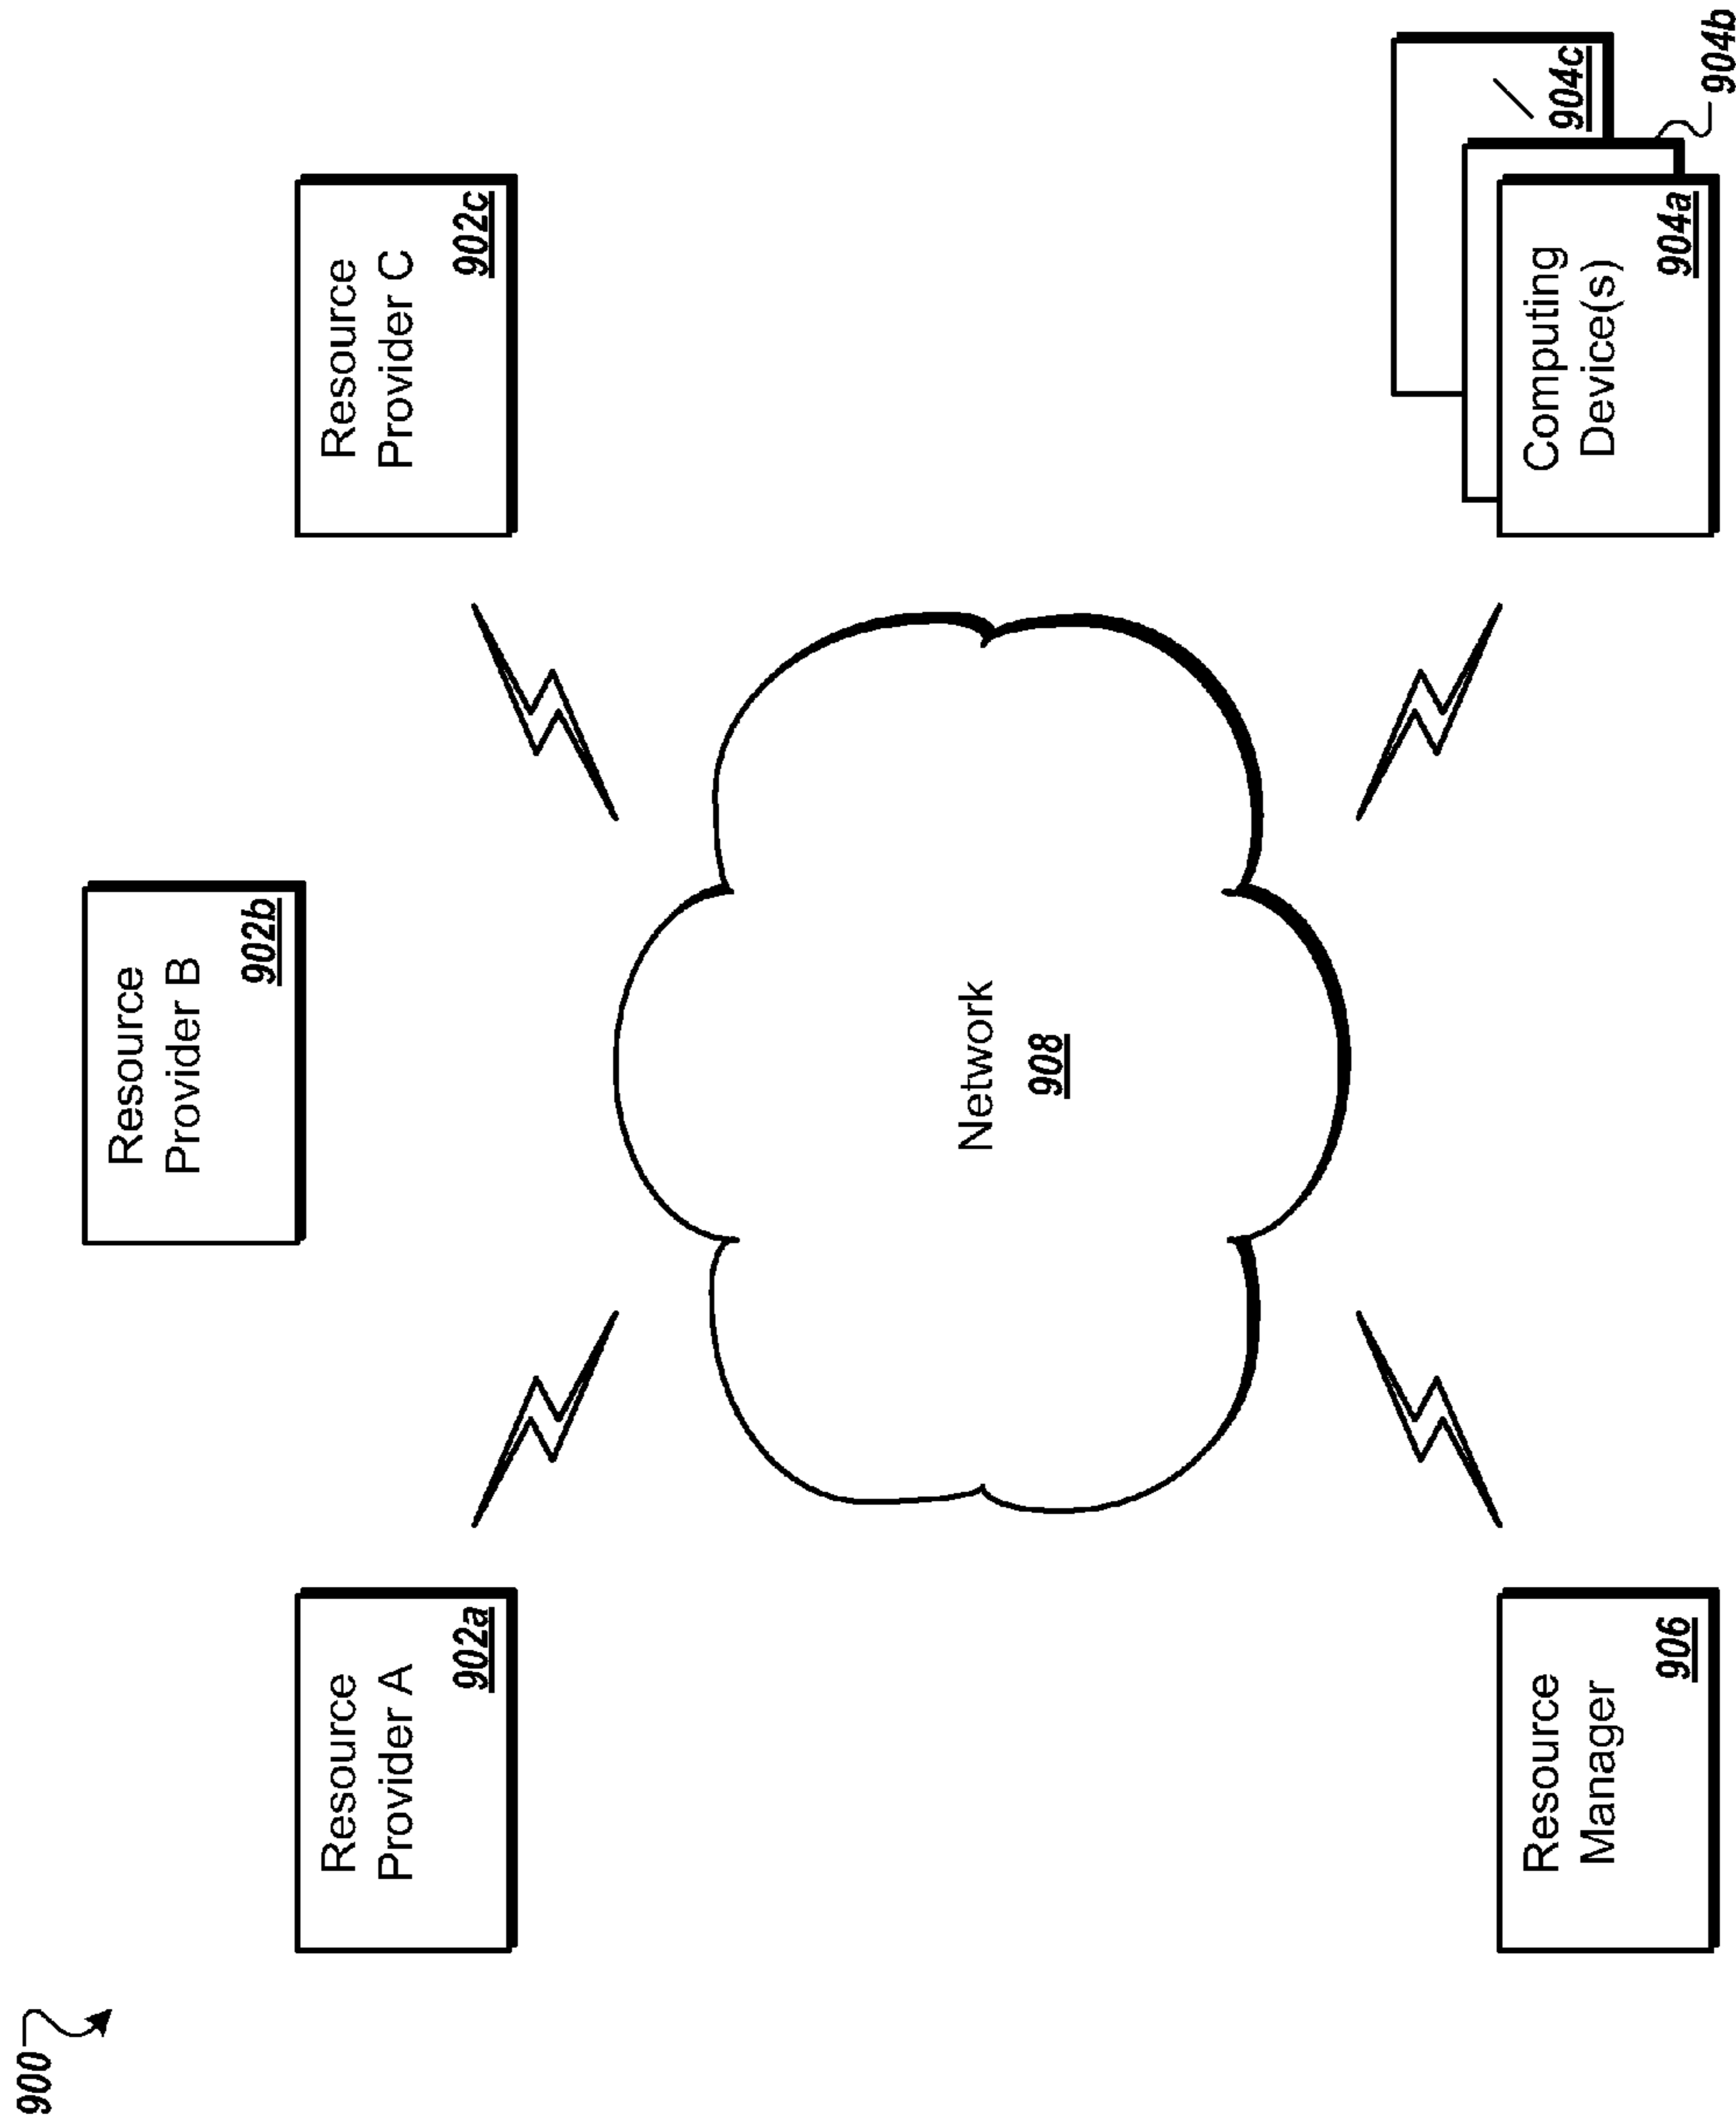 900
Resource
Provider B
902b
Resource
Provider A
902a
Resource
Provider C
902c
Network
908
Resource
Manager
906
Computing
Device(s)
904a
904c
904b